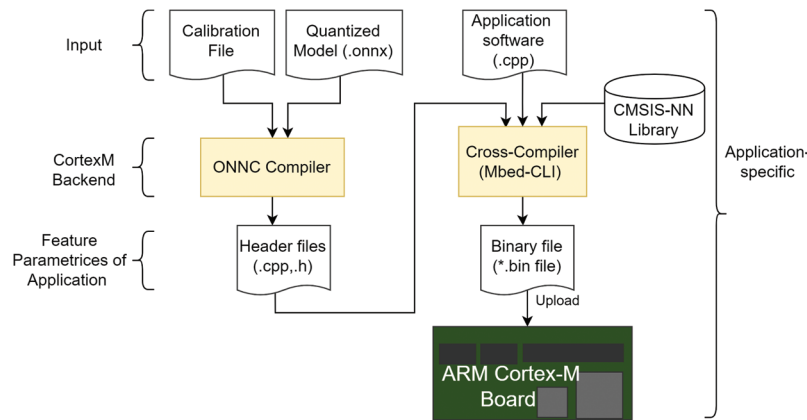 Input
Calibration
File
Quantized
Model (.onnx)
Application
software
(.cpp)
CMSIS-NN
Library
CortexM
Backend
ONNC Compiler
Cross-Compiler
(Mbed-CLI)
Application-
specific
Feature
Parametrices of
Application
Header files
(.cpp,.h)
Binary file
(*.bin file)
Upload
ARM Cortex-M
Board